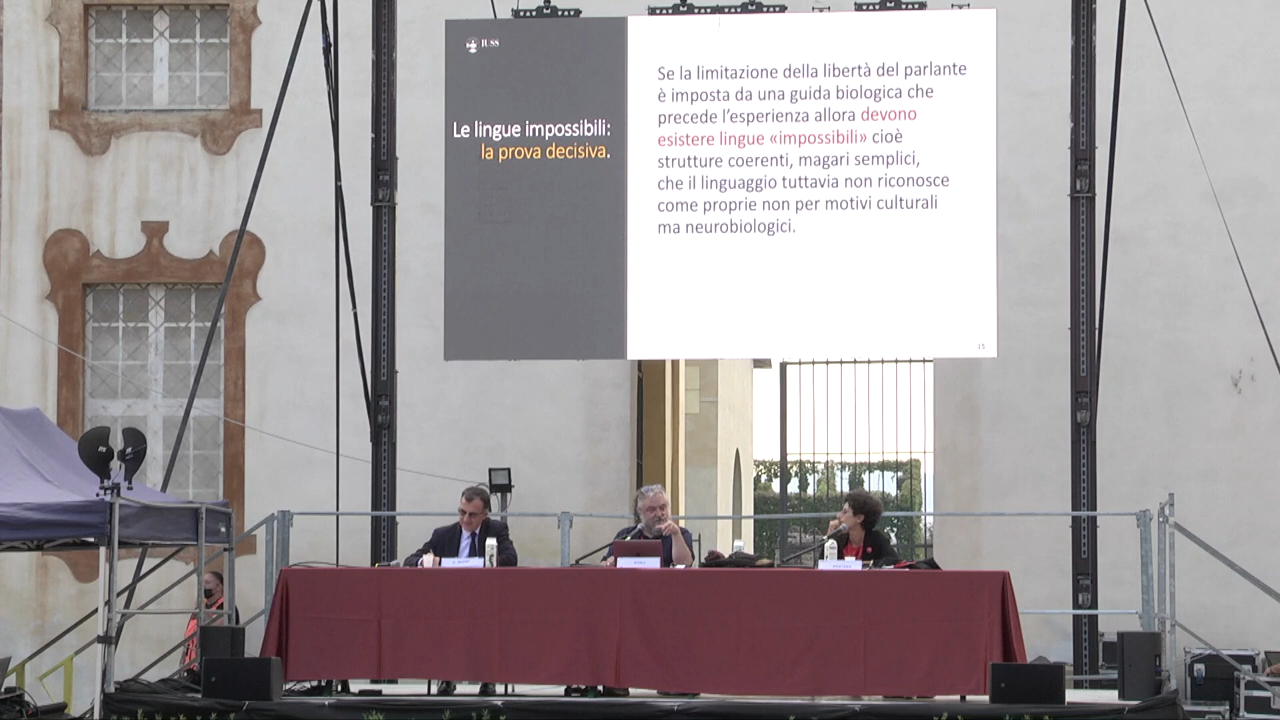 IUSS
Le lingue impossibili:
la prova decisiva.
Se la limitazione della libertà del parlante
è imposta da una guida biologica che
precede l'esperienza allora devono
esistere lingue «impossibili» cioè
strutture coerenti, magari semplici,
che il linguaggio tuttavia non riconosce
come proprie non per motivi culturali
ma neurobiologici.
15